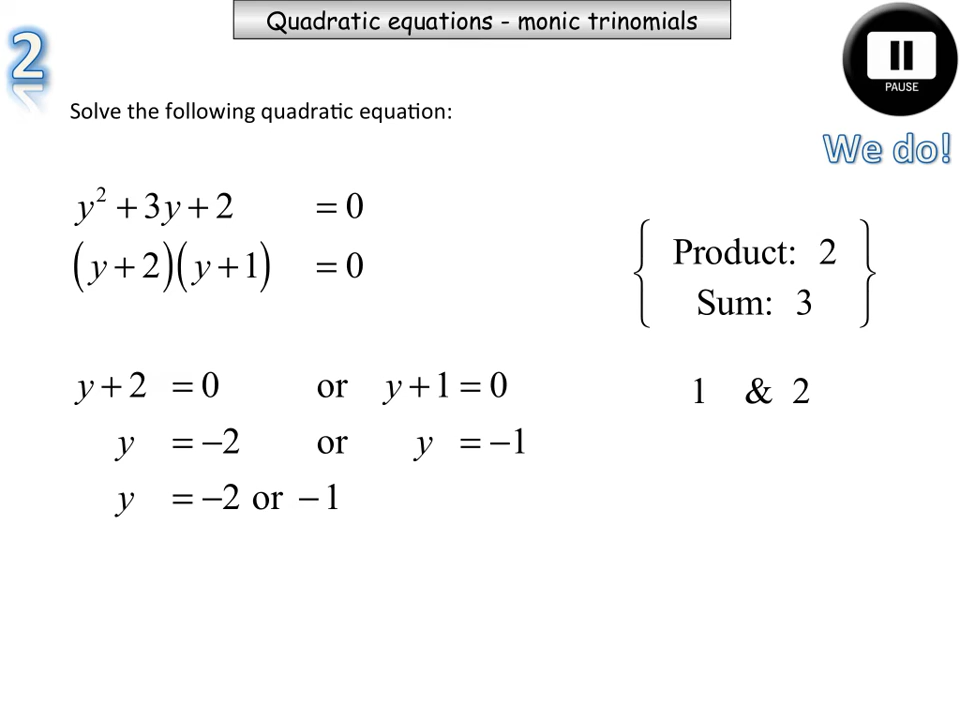 Quadratic equations - monic trinomials
2
PAUSE
We do!
Solve the following quadratic equation:
y² + 3y + 2 = 0
(y + 2)(y + 1) = 0
{ Product: 2
Sum: 3 }
y + 2 = 0 or y + 1 = 0
1 & 2
y = −2 or y = −1
y = −2 or −1